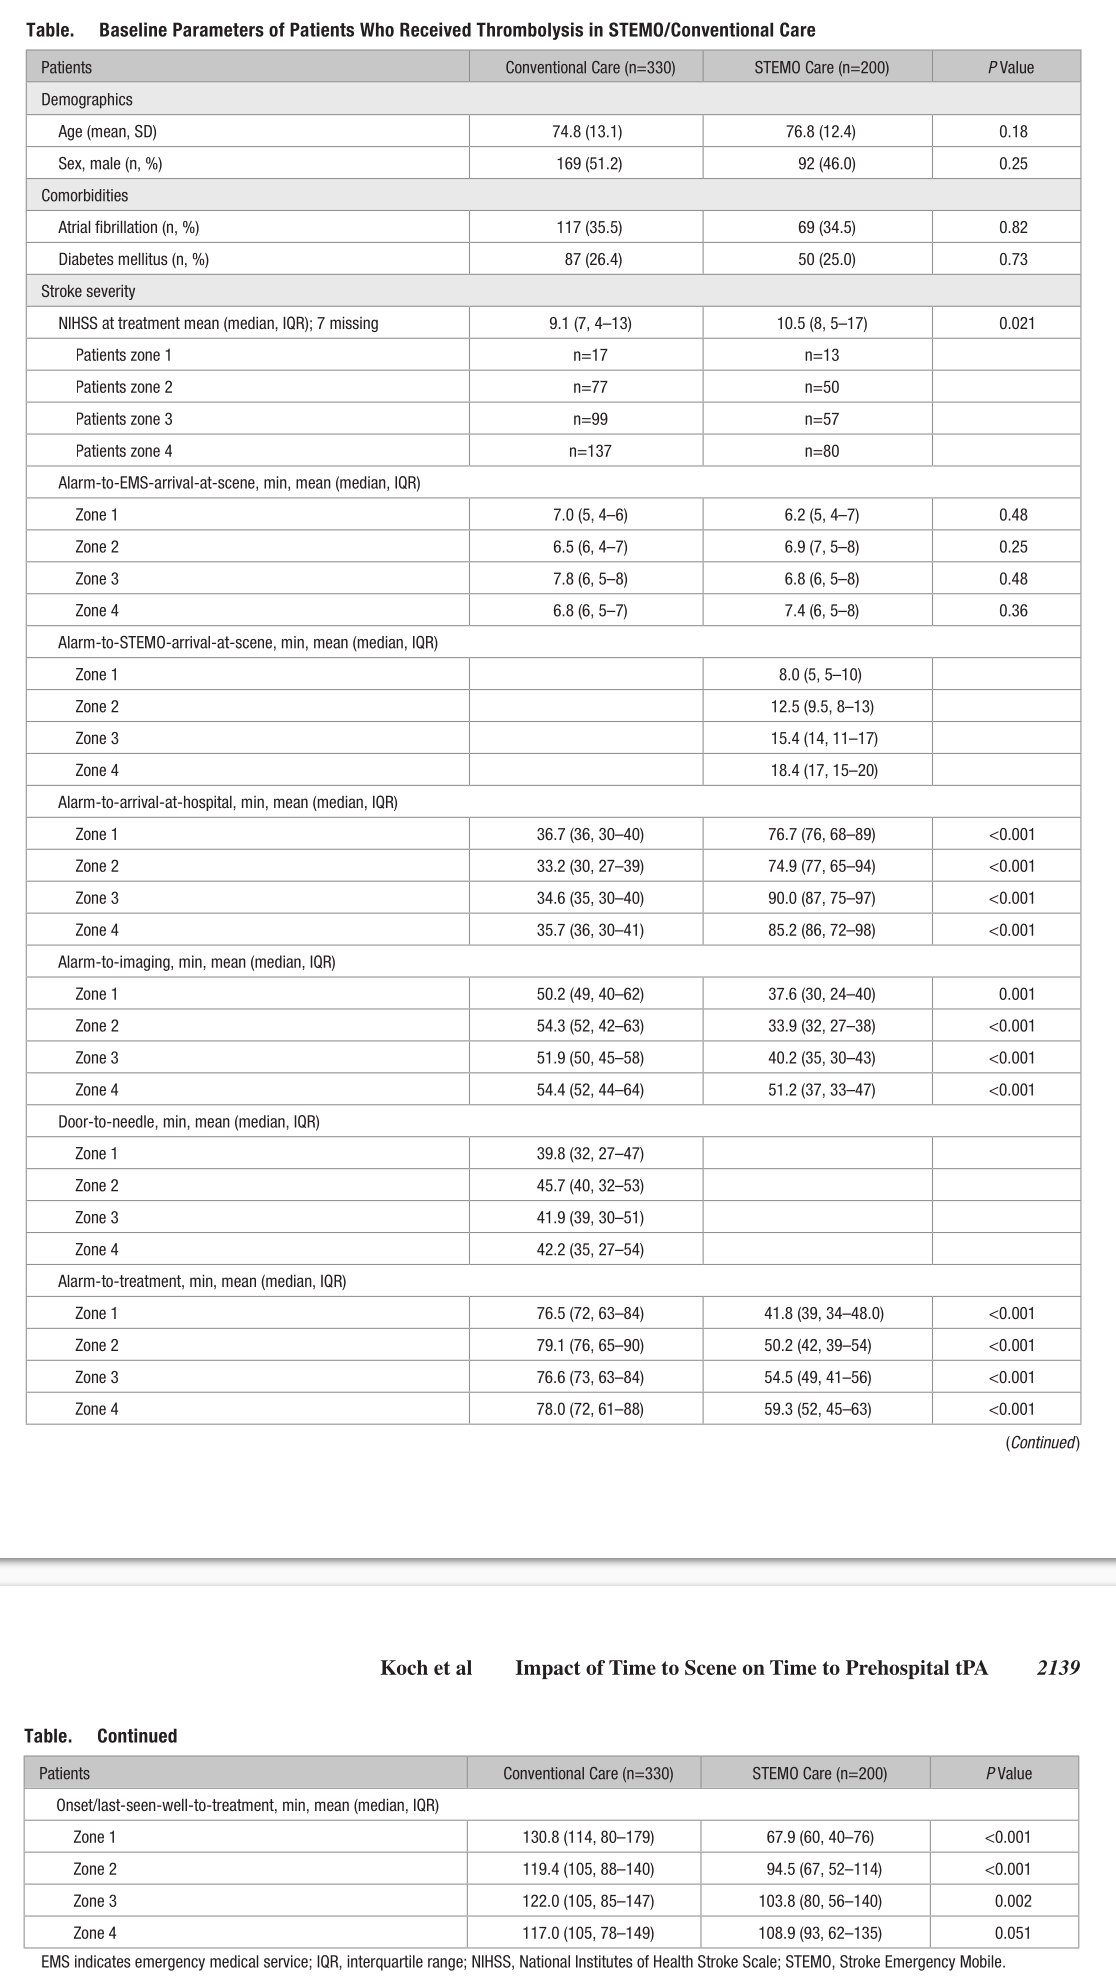 Table. Baseline Parameters of Patients Who Received Thrombolysis in STEMO/Conventional Care
Patients Conventional Care (n=330) STEMO Care (n=200) P Value
Demographics
Age (mean, SD) 74.8 (13.1) 76.8 (12.4) 0.18
Sex, male (n, %) 169 (51.2) 92 (46.0) 0.25
Comorbidities
Atrial fibrillation (n, %) 117 (35.5) 69 (34.5) 0.82
Diabetes mellitus (n, %) 87 (26.4) 50 (25.0) 0.73
Stroke severity
NIHSS at treatment mean (median, IQR); 7 missing 9.1 (7, 4–13) 10.5 (8, 5–17) 0.021
Patients zone 1 n=17 n=13
Patients zone 2 n=77 n=50
Patients zone 3 n=99 n=57
Patients zone 4 n=137 n=80
Alarm-to-EMS-arrival-at-scene, min, mean (median, IQR)
Zone 1 7.0 (5, 4–6) 6.2 (5, 4–7) 0.48
Zone 2 6.5 (6, 4–7) 6.9 (7, 5–8) 0.25
Zone 3 7.8 (6, 5–8) 6.8 (6, 5–8) 0.48
Zone 4 6.8 (6, 5–7) 7.4 (6, 5–8) 0.36
Alarm-to-STEMO-arrival-at-scene, min, mean (median, IQR)
Zone 1 8.0 (5, 5–10)
Zone 2 12.5 (9.5, 8–13)
Zone 3 15.4 (14, 11–17)
Zone 4 18.4 (17, 15–20)
Alarm-to-arrival-at-hospital, min, mean (median, IQR)
Zone 1 36.7 (36, 30–40) 76.7 (76, 68–89) <0.001
Zone 2 33.2 (30, 27–39) 74.9 (77, 65–94) <0.001
Zone 3 34.6 (35, 30–40) 90.0 (87, 75–97) <0.001
Zone 4 35.7 (36, 30–41) 85.2 (86, 72–98) <0.001
Alarm-to-imaging, min, mean (median, IQR)
Zone 1 50.2 (49, 40–62) 37.6 (30, 24–40) 0.001
Zone 2 54.3 (52, 42–63) 33.9 (32, 27–38) <0.001
Zone 3 51.9 (50, 45–58) 40.2 (35, 30–43) <0.001
Zone 4 54.4 (52, 44–64) 51.2 (37, 33–47) <0.001
Door-to-needle, min, mean (median, IQR)
Zone 1 39.8 (32, 27–47)
Zone 2 45.7 (40, 32–53)
Zone 3 41.9 (39, 30–51)
Zone 4 42.2 (35, 27–54)
Alarm-to-treatment, min, mean (median, IQR)
Zone 1 76.5 (72, 63–84) 41.8 (39, 34–48.0) <0.001
Zone 2 79.1 (76, 65–90) 50.2 (42, 39–54) <0.001
Zone 3 76.6 (73, 63–84) 54.5 (49, 41–56) <0.001
Zone 4 78.0 (72, 61–88) 59.3 (52, 45–63) <0.001
(Continued)
Koch et al Impact of Time to Scene on Time to Prehospital tPA 2139
Table. Continued
Patients Conventional Care (n=330) STEMO Care (n=200) P Value
Onset/last-seen-well-to-treatment, min, mean (median, IQR)
Zone 1 130.8 (114, 80–179) 67.9 (60, 40–76) <0.001
Zone 2 119.4 (105, 88–140) 94.5 (67, 52–114) <0.001
Zone 3 122.0 (105, 85–147) 103.8 (80, 56–140) 0.002
Zone 4 117.0 (105, 78–149) 108.9 (93, 62–135) 0.051
EMS indicates emergency medical service; IQR, interquartile range; NIHSS, National Institutes of Health Stroke Scale; STEMO, Stroke Emergency Mobile.